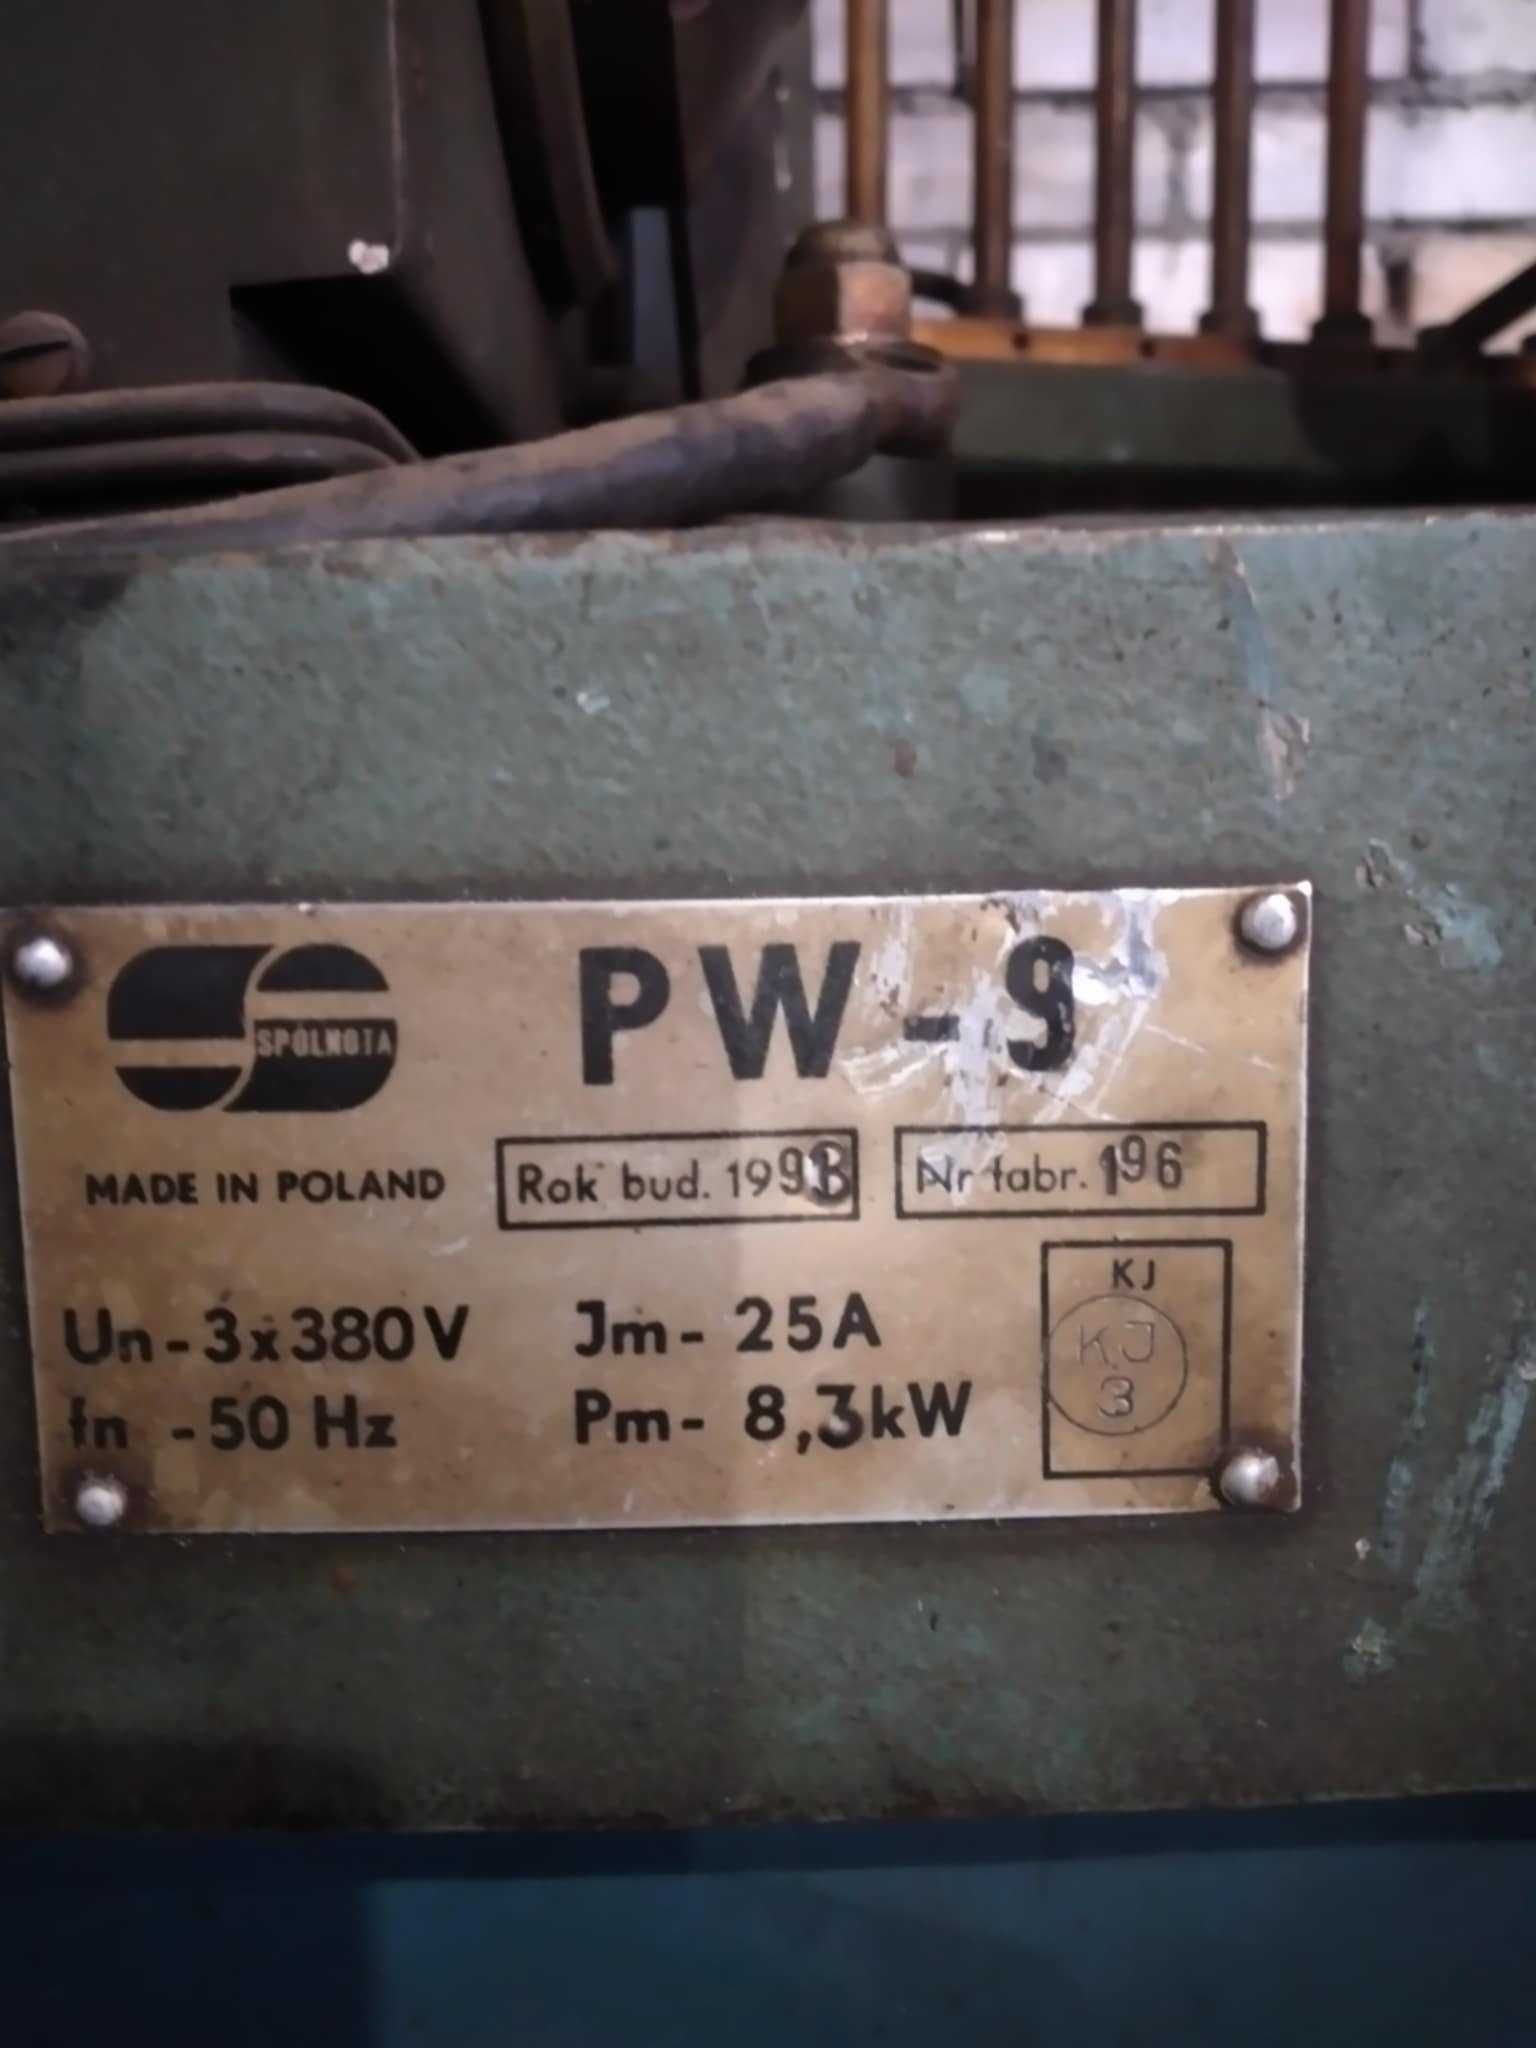 SPÓLNOTA
PW-9
MADE IN POLAND
Rok bud. 1993
Nr fabr. 196
Un-3x380V
Jm- 25A
fn -50 Hz
Pm- 8,3kW
KJ
KJ
3